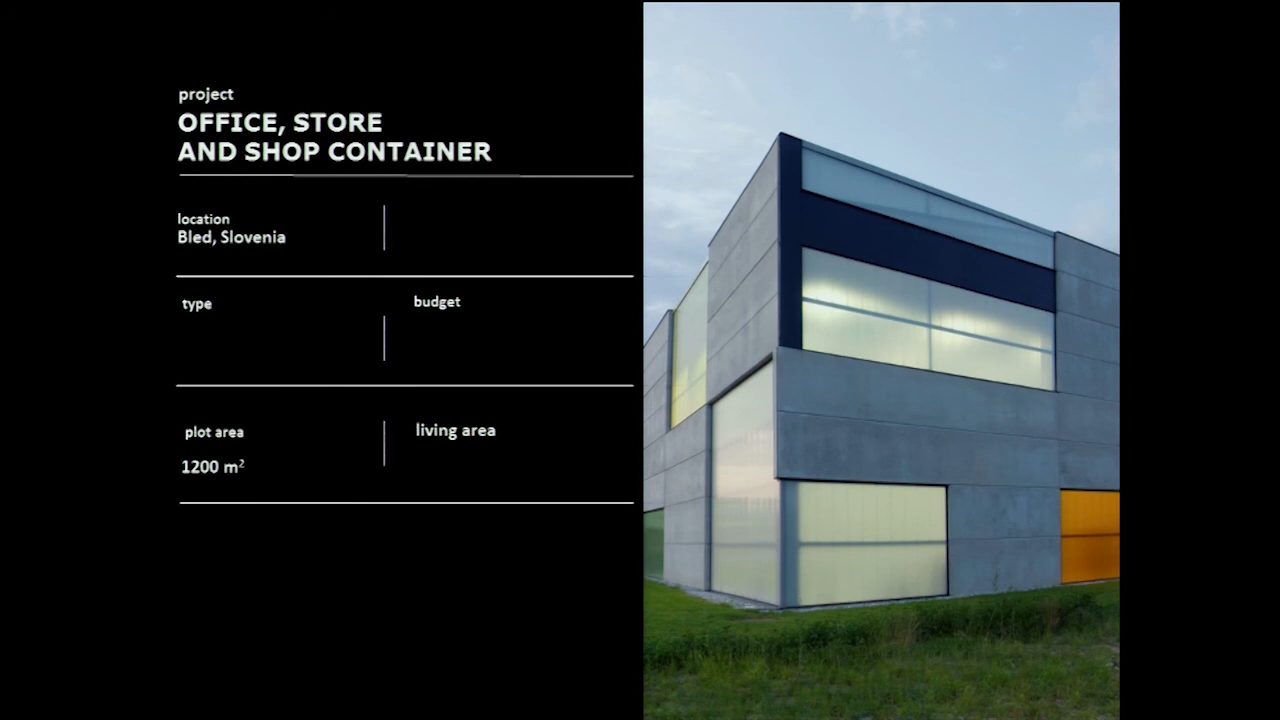 project
OFFICE, STORE
AND SHOP CONTAINER
location
Bled, Slovenia
type
budget
plot area
living area
1200 m²